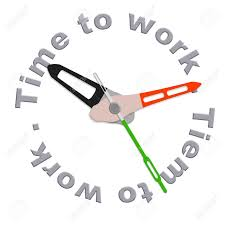 Time to work . Tiem to work .